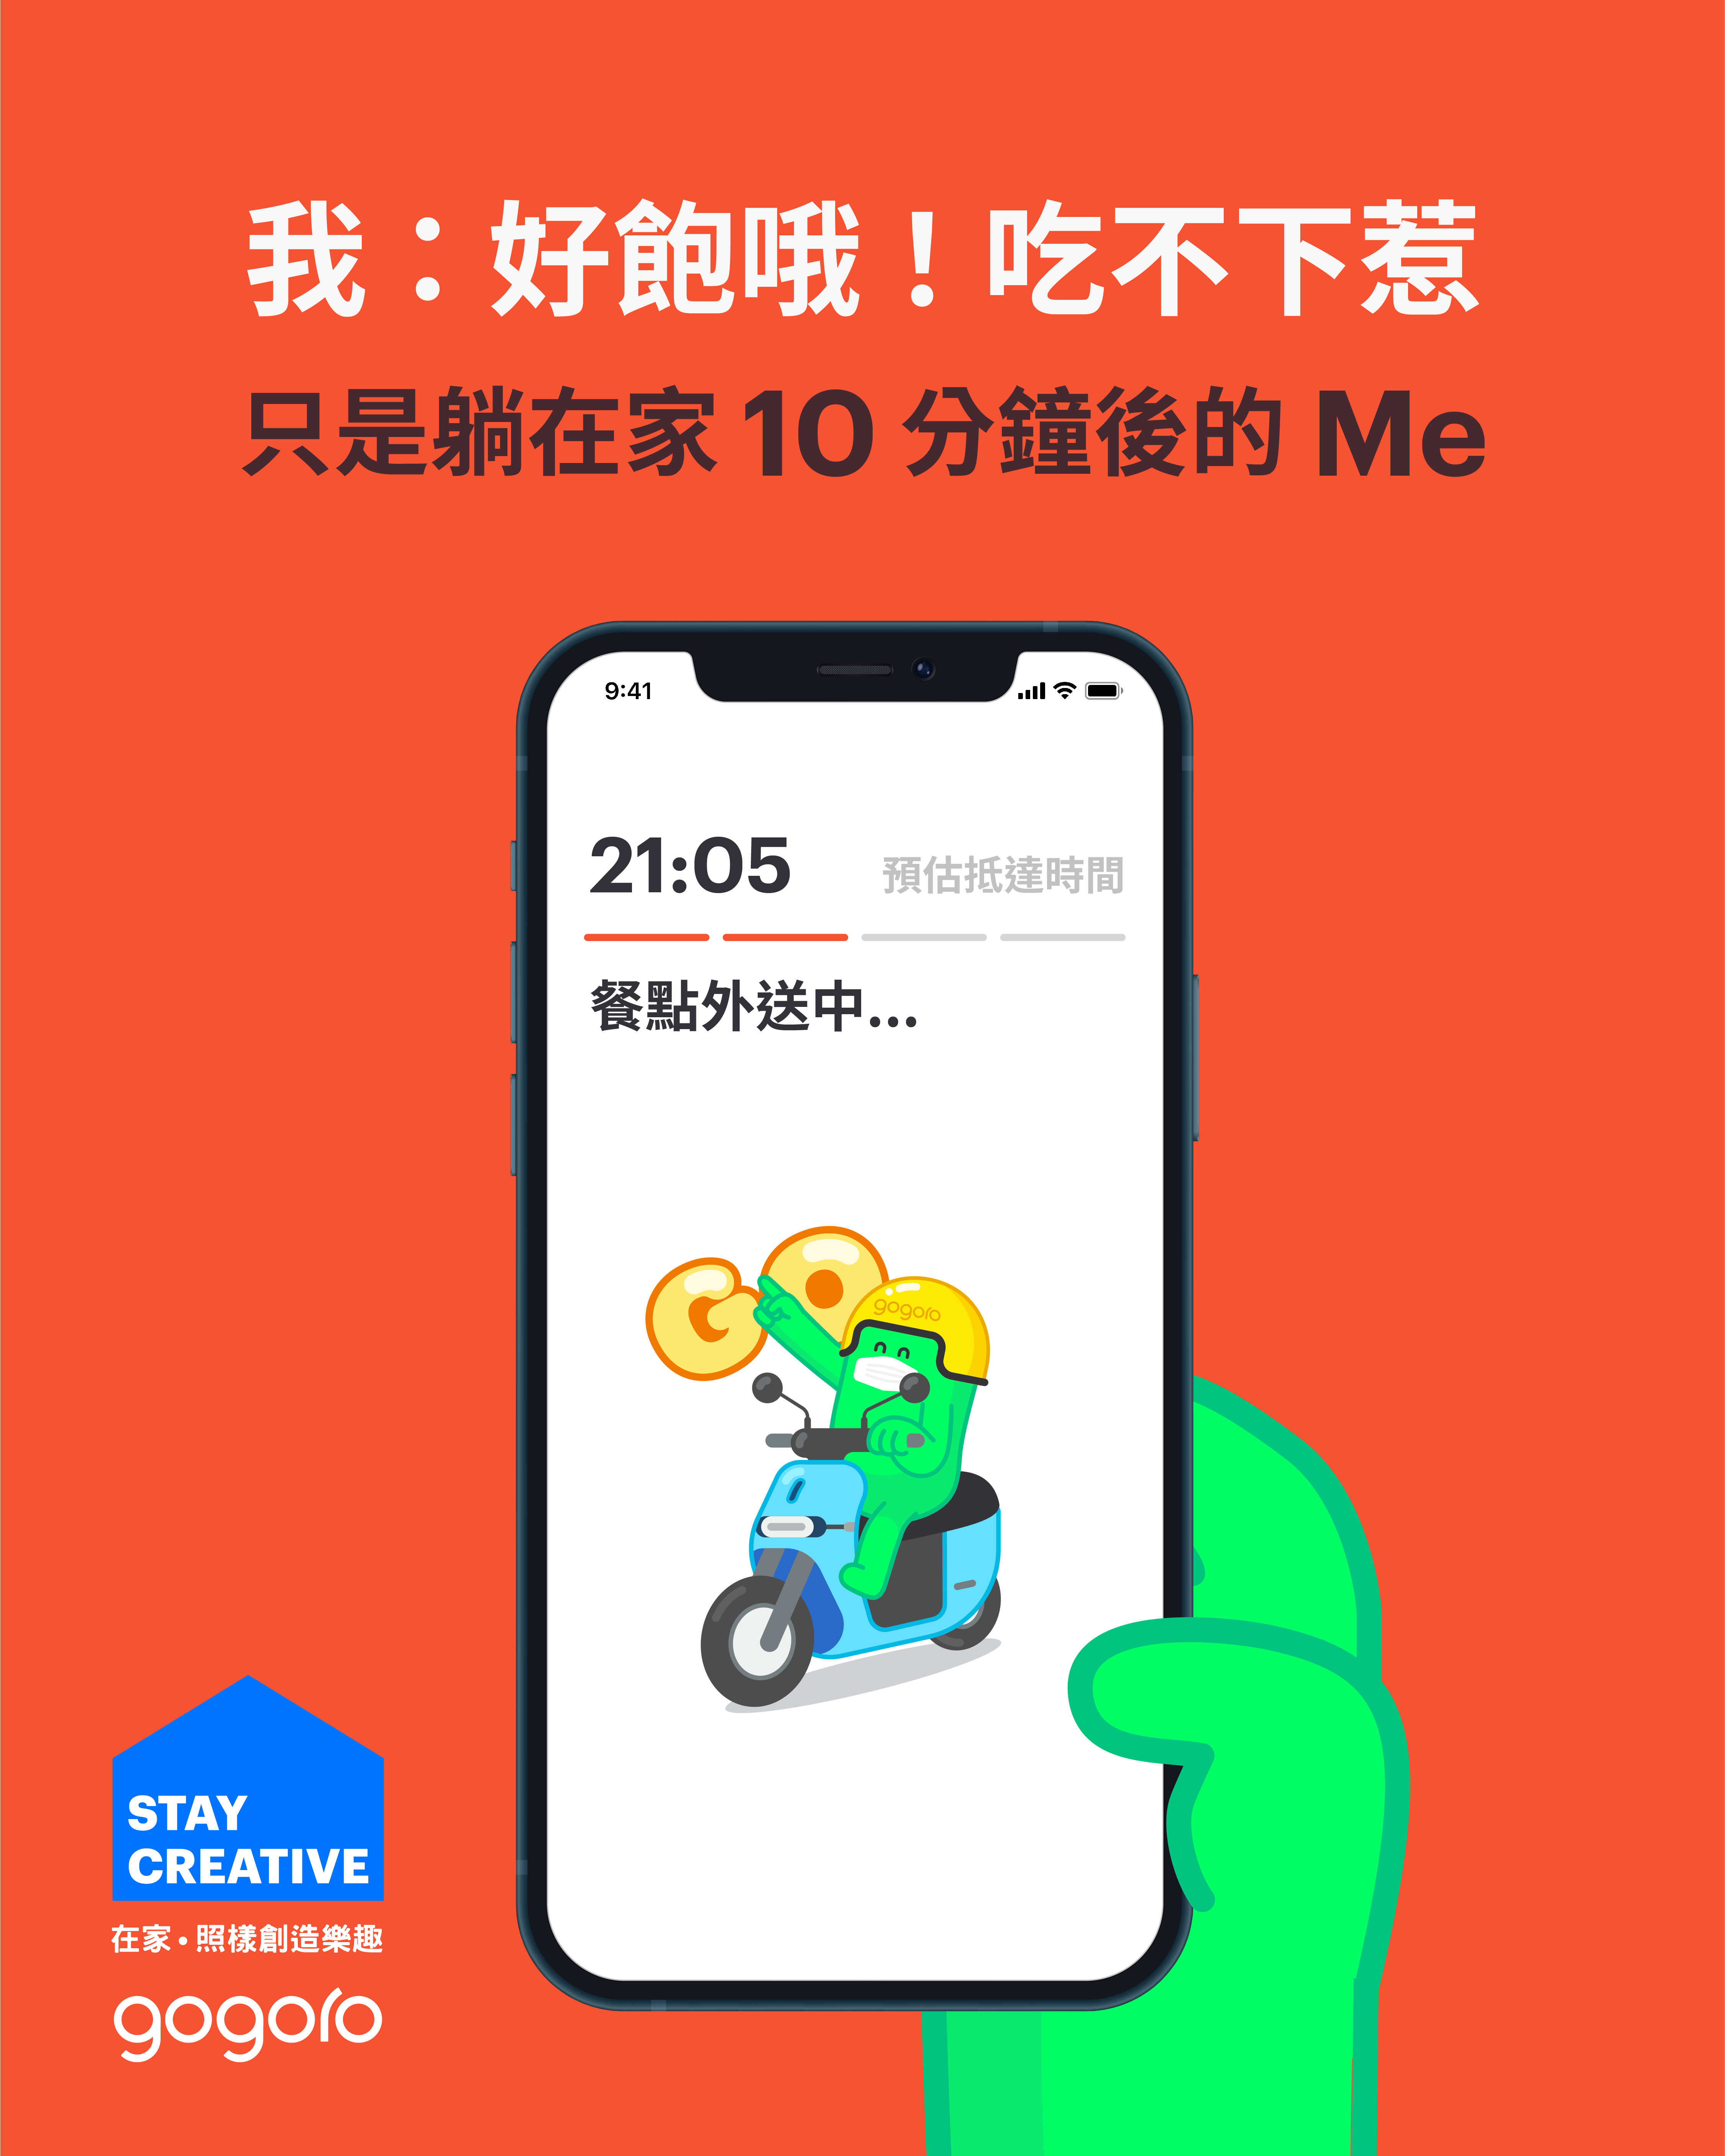 我：好飽哦！吃不下惹
只是躺在家 10 分鐘後的 Me
9:41
21:05 預估抵達時間
餐點外送中...
GO
gogoro
STAY
CREATIVE
在家・照樣創造樂趣
gogoro